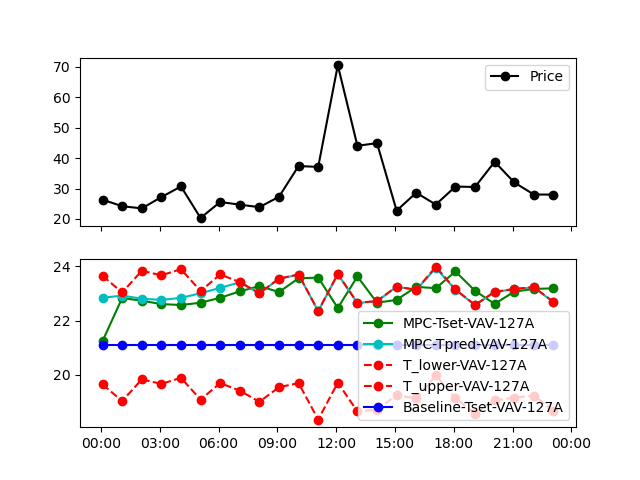 70
60
50
40
30
20
Price
24
22
20
MPC-Tset-VAV-127A
MPC-Tpred-VAV-127A
T_lower-VAV-127A
T_upper-VAV-127A
Baseline-Tset-VAV-127A
00:00 03:00 06:00 09:00 12:00 15:00 18:00 21:00 00:00